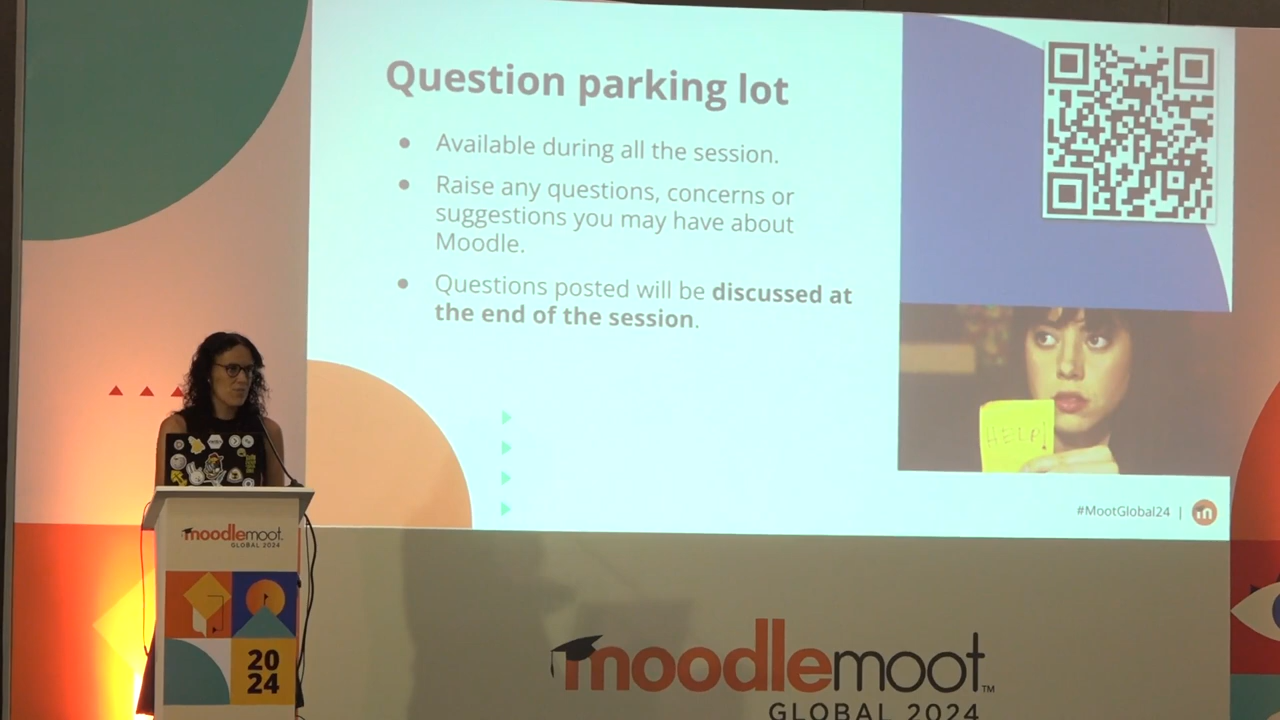 Question parking lot
● Available during all the session.
● Raise any questions, concerns or
suggestions you may have about
Moodle.
● Questions posted will be discussed at
the end of the session.
HELP!
#MootGlobal24 | m
moodlemoot.
GLOBAL 2024
20
24
moodlemoot™
GLOBAL 2024